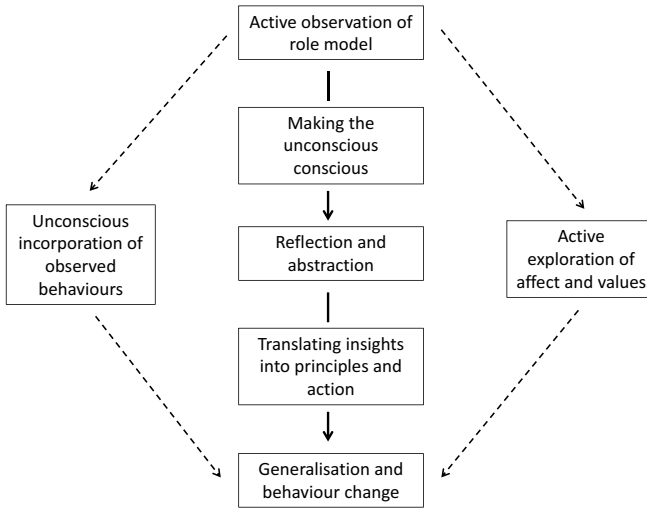 Active observation of
role model
Making the
unconscious
conscious
Unconscious
incorporation of
observed
behaviours
Reflection and
abstraction
Active
exploration of
affect and values
Translating insights
into principles and
action
Generalisation and
behaviour change